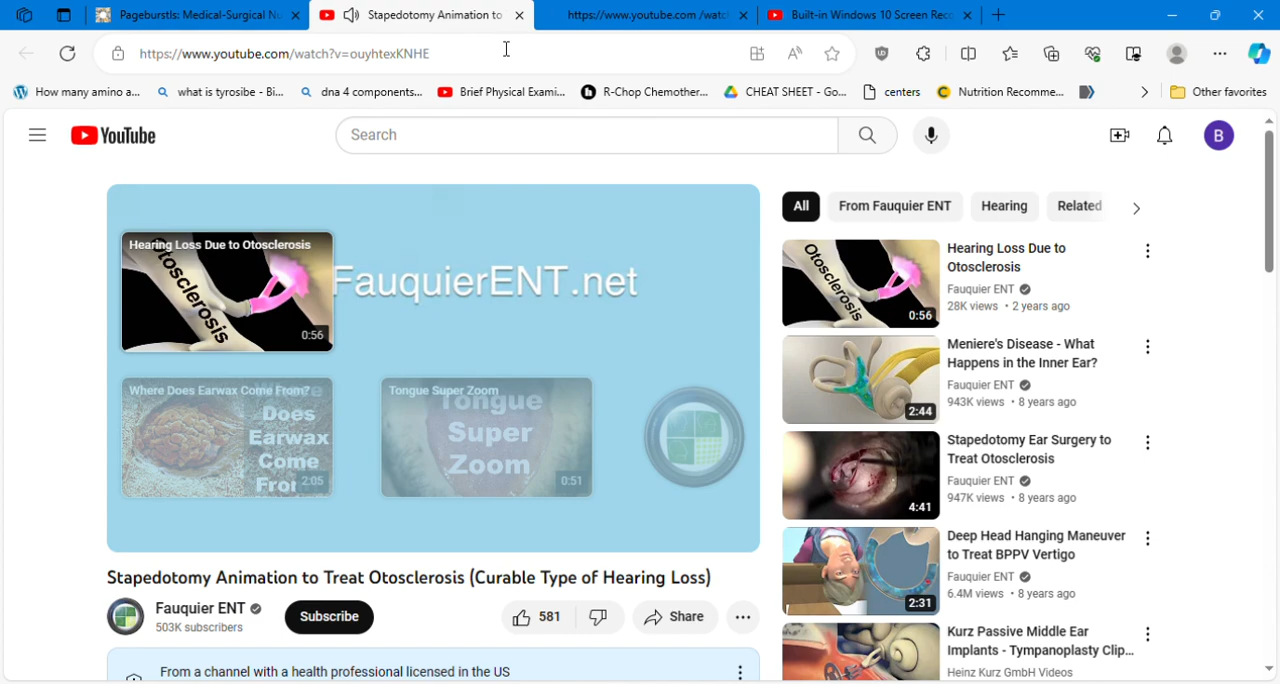 Pageburstls: Medical-Surgical Nu
Stapedotomy Animation to
https://www.youtube.com/watc
Built-in Windows 10 Screen Rec
https://www.youtube.com/watch?v=ouyhtexKNHE
How many amino a...
what is tyrosibe - Bi...
dna 4 components...
Brief Physical Exami...
R-Chop Chemother...
CHEAT SHEET - Go...
centers
Nutrition Recomme...
Other favorites
YouTube
Search
B
Hearing Loss Due to Otosclerosis
Otosclerosis
0:56
FauquierENT.net
Where Does Earwax Come From?
Does
Earwax
Come
From
2:05
Tongue Super Zoom
Tongue
Super
Zoom
0:51
Stapedotomy Animation to Treat Otosclerosis (Curable Type of Hearing Loss)
Fauquier ENT
503K subscribers
Subscribe
581
Share
From a channel with a health professional licensed in the US
All
From Fauquier ENT
Hearing
Related
Otosclerosis
0:56
Hearing Loss Due to
Otosclerosis
Fauquier ENT
28K views • 2 years ago
2:44
Meniere's Disease - What
Happens in the Inner Ear?
Fauquier ENT
943K views • 8 years ago
4:41
Stapedotomy Ear Surgery to
Treat Otosclerosis
Fauquier ENT
947K views • 8 years ago
2:31
Deep Head Hanging Maneuver
to Treat BPPV Vertigo
Fauquier ENT
6.4M views • 8 years ago
Kurz Passive Middle Ear
Implants - Tympanoplasty Clip...
Heinz Kurz GmbH Videos